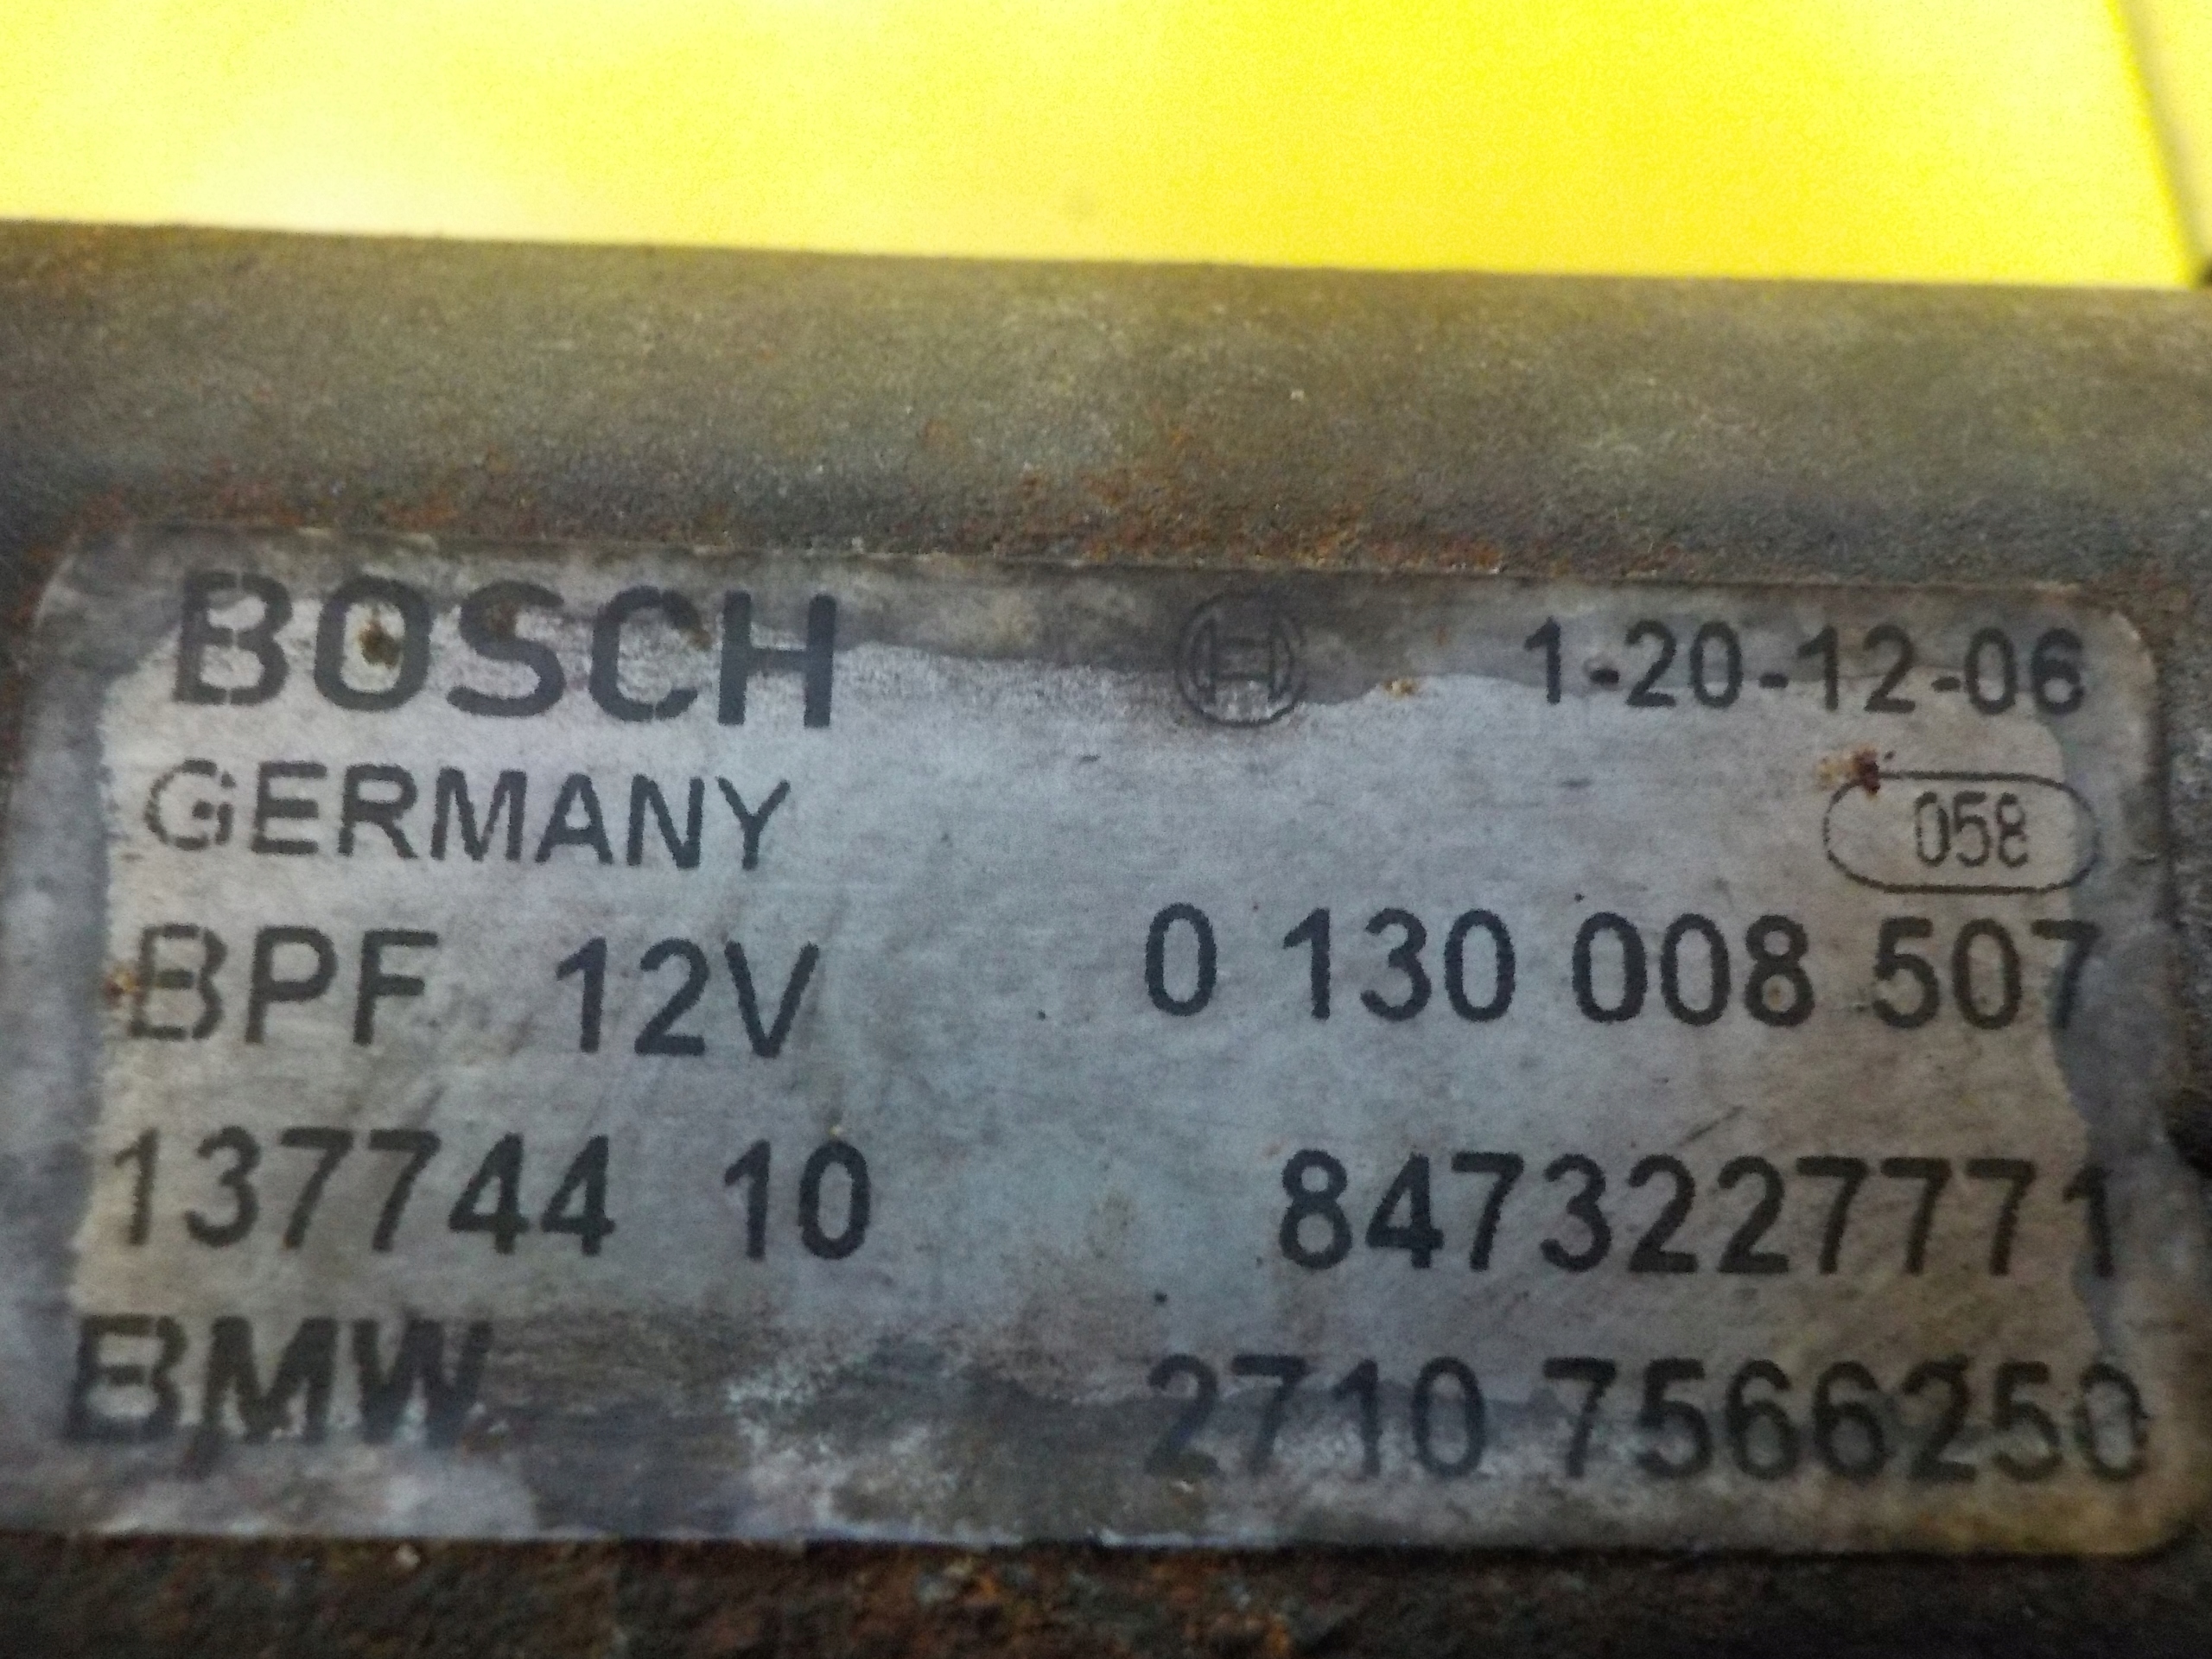 BOSCH 1-20-12-06
GERMANY 058
BPF 12V 0 130 008 507
137744 10 8473227771
BMW 2710 7566250